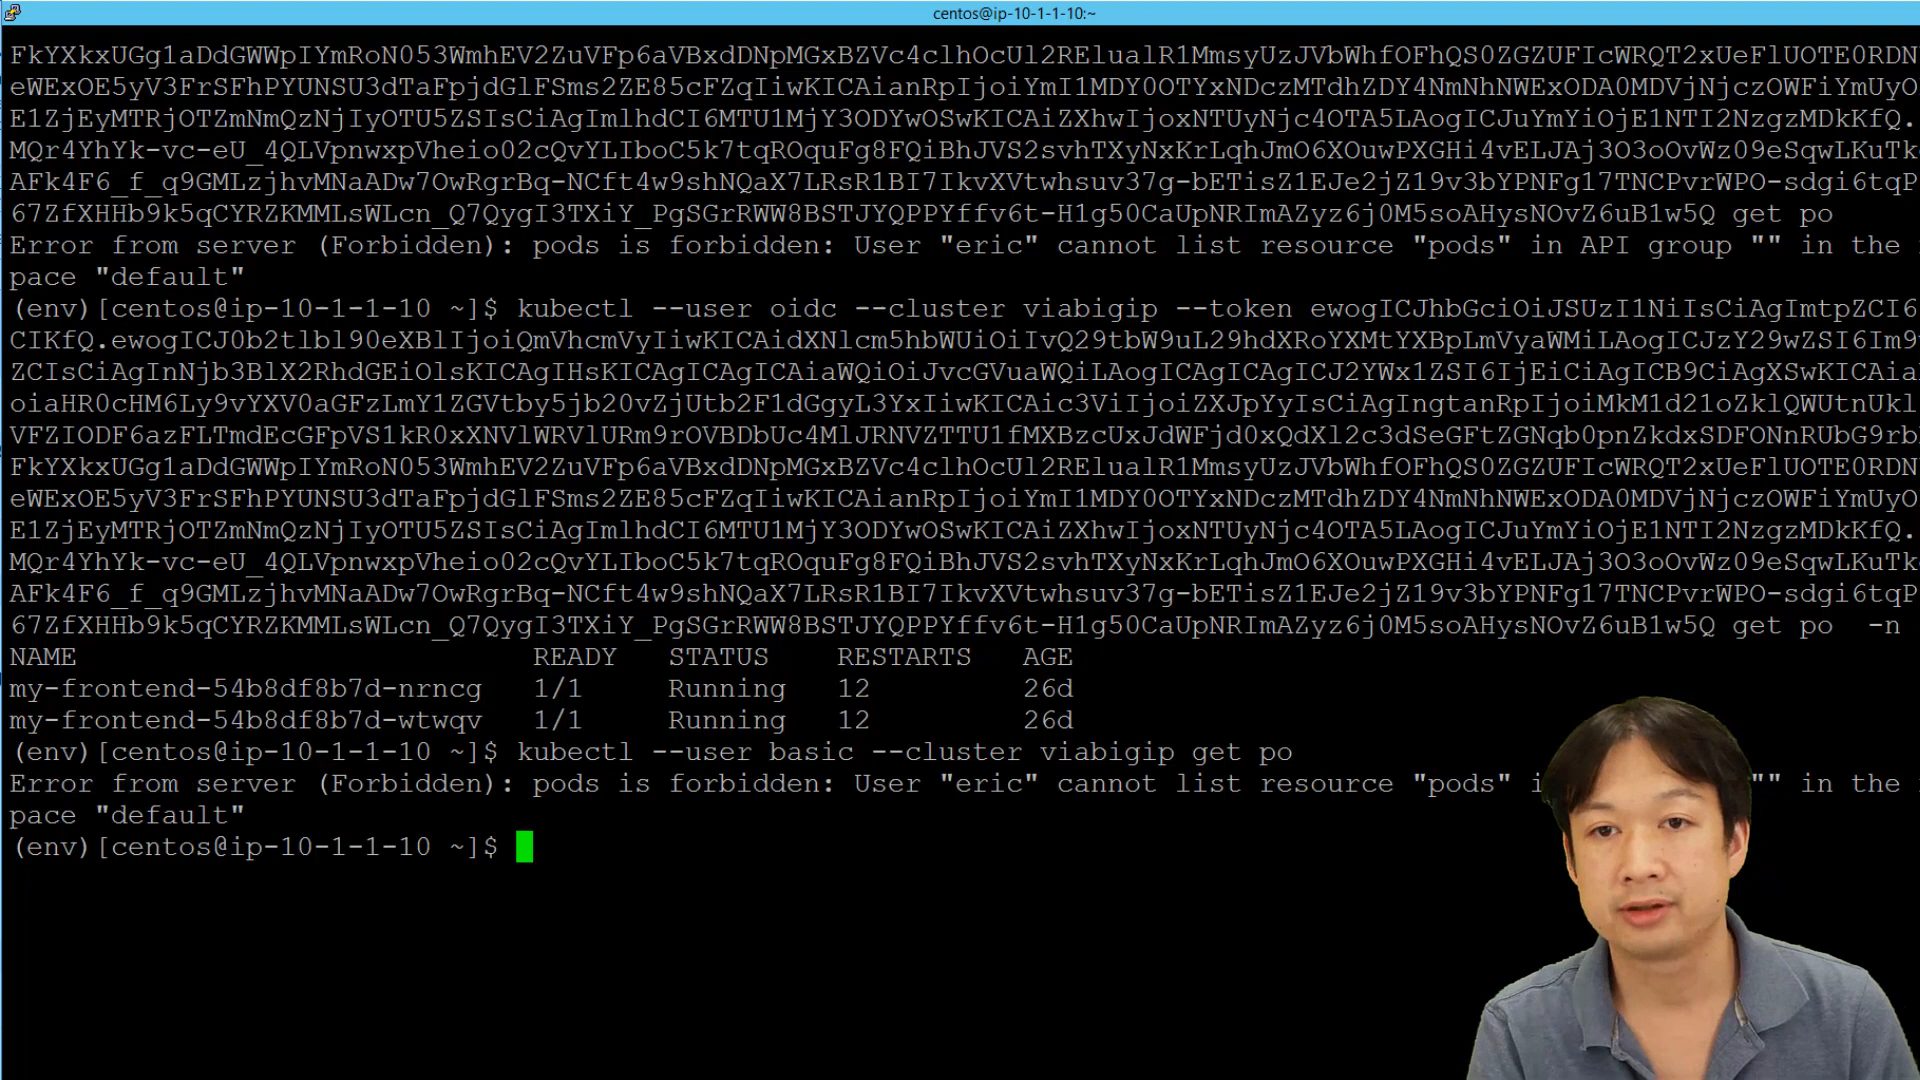 centos@ip-10-1-1-10:~
FkYXkxUGg1aDdGWWpIYmRoN053WmhEV2ZuVFp6aVBxdDNpMGxBZVc4clhOcUl2RElualR1MmsyUzJVbWhfOFhQS0ZGZUFIcWRQT2xUeFlUOTE0RDN
eWExOE5yV3FrSFhPYUNSU3dTaFpjdGlFSms2ZE85cFZqIiwKICAianRpIjoiYmI1MDY0OTYxNDczMTdhZDY4NmNhNWExODA0MDVjNjczOWFiYmUyO
E1ZjEyMTRjOTZmNmQzNjIyOTU5ZSIsCiAgImlhdCI6MTU1MjY3ODYwOSwKICAiZXhwIjoxNTUyNjc4OTA5LAogICJuYmYiOjE1NTI2NzgzMDkKfQ.
MQr4YhYk-vc-eU_4QLVpnwxpVheio02cQvYLIboC5k7tqROquFg8FQiBhJVS2svhTXyNxKrLqhJmO6XOuwPXGHi4vELJAj3O3oOvWz09eSqwLKuTk
AFk4F6_f_q9GMLzjhvMNaADw7OwRgrBq-NCft4w9shNQaX7LRsR1BI7IkvXVtwhsuv37g-bETisZ1EJe2jZ19v3bYPNFg17TNCPvrWPO-sdgi6tqP
67ZfXHHb9k5qCYRZKMMLsWLcn_Q7QygI3TXiY_PgSGrRWW8BSTJYQPPYffv6t-H1g50CaUpNRImAZyz6j0M5soAHysNOvZ6uB1w5Q get po
Error from server (Forbidden): pods is forbidden: User "eric" cannot list resource "pods" in API group "" in the
pace "default"
(env)[centos@ip-10-1-1-10 ~]$ kubectl --user oidc --cluster viabigip --token ewogICJhbGciOiJSUzI1NiIsCiAgImtpZCI6
CIKfQ.ewogICJ0b2tlbl90eXBlIjoiQmVhcmVyIiwKICAidXNlcm5hbWUiOiIvQ29tbW9uL29hdXRoYXMtYXBpLmVyaWMiLAogICJzY29wZSI6Im9
ZCIsCiAgInNjb3BlX2RhdGEiOlsKICAgIHsKICAgICAgICAiaWQiOiJvcGVuaWQiLAogICAgICAgICJ2YWx1ZSI6IjEiCiAgICB9CiAgXSwKICAia
oiaHR0cHM6Ly9vYXV0aGFzLmY1ZGVtby5jb20vZjUtb2F1dGgyL3YxIiwKICAic3ViIjoiZXJpYyIsCiAgIngtanRpIjoiMkM1d21oZklQWUtnUkl
VFZIODF6azFLTmdEcGFpVS1kR0xXNVlWRVlURm9rOVBDbUc4MlJRNVZTTU1fMXBzcUxJdWFjd0xQdXl2c3dSeGFtZGNqb0pnZkdxSDFONnRUbG9rb
FkYXkxUGg1aDdGWWpIYmRoN053WmhEV2ZuVFp6aVBxdDNpMGxBZVc4clhOcUl2RElualR1MmsyUzJVbWhfOFhQS0ZGZUFIcWRQT2xUeFlUOTE0RDN
eWExOE5yV3FrSFhPYUNSU3dTaFpjdGlFSms2ZE85cFZqIiwKICAianRpIjoiYmI1MDY0OTYxNDczMTdhZDY4NmNhNWExODA0MDVjNjczOWFiYmUyO
E1ZjEyMTRjOTZmNmQzNjIyOTU5ZSIsCiAgImlhdCI6MTU1MjY3ODYwOSwKICAiZXhwIjoxNTUyNjc4OTA5LAogICJuYmYiOjE1NTI2NzgzMDkKfQ.
MQr4YhYk-vc-eU_4QLVpnwxpVheio02cQvYLIboC5k7tqROquFg8FQiBhJVS2svhTXyNxKrLqhJmO6XOuwPXGHi4vELJAj3O3oOvWz09eSqwLKuTk
AFk4F6_f_q9GMLzjhvMNaADw7OwRgrBq-NCft4w9shNQaX7LRsR1BI7IkvXVtwhsuv37g-bETisZ1EJe2jZ19v3bYPNFg17TNCPvrWPO-sdgi6tqP
67ZfXHHb9k5qCYRZKMMLsWLcn_Q7QygI3TXiY_PgSGrRWW8BSTJYQPPYffv6t-H1g50CaUpNRImAZyz6j0M5soAHysNOvZ6uB1w5Q get po -n
NAME READY STATUS RESTARTS AGE
my-frontend-54b8df8b7d-nrncg 1/1 Running 12 26d
my-frontend-54b8df8b7d-wtwqv 1/1 Running 12 26d
(env)[centos@ip-10-1-1-10 ~]$ kubectl --user basic --cluster viabigip get po
Error from server (Forbidden): pods is forbidden: User "eric" cannot list resource "pods" "" in the
pace "default"
(env)[centos@ip-10-1-1-10 ~]$